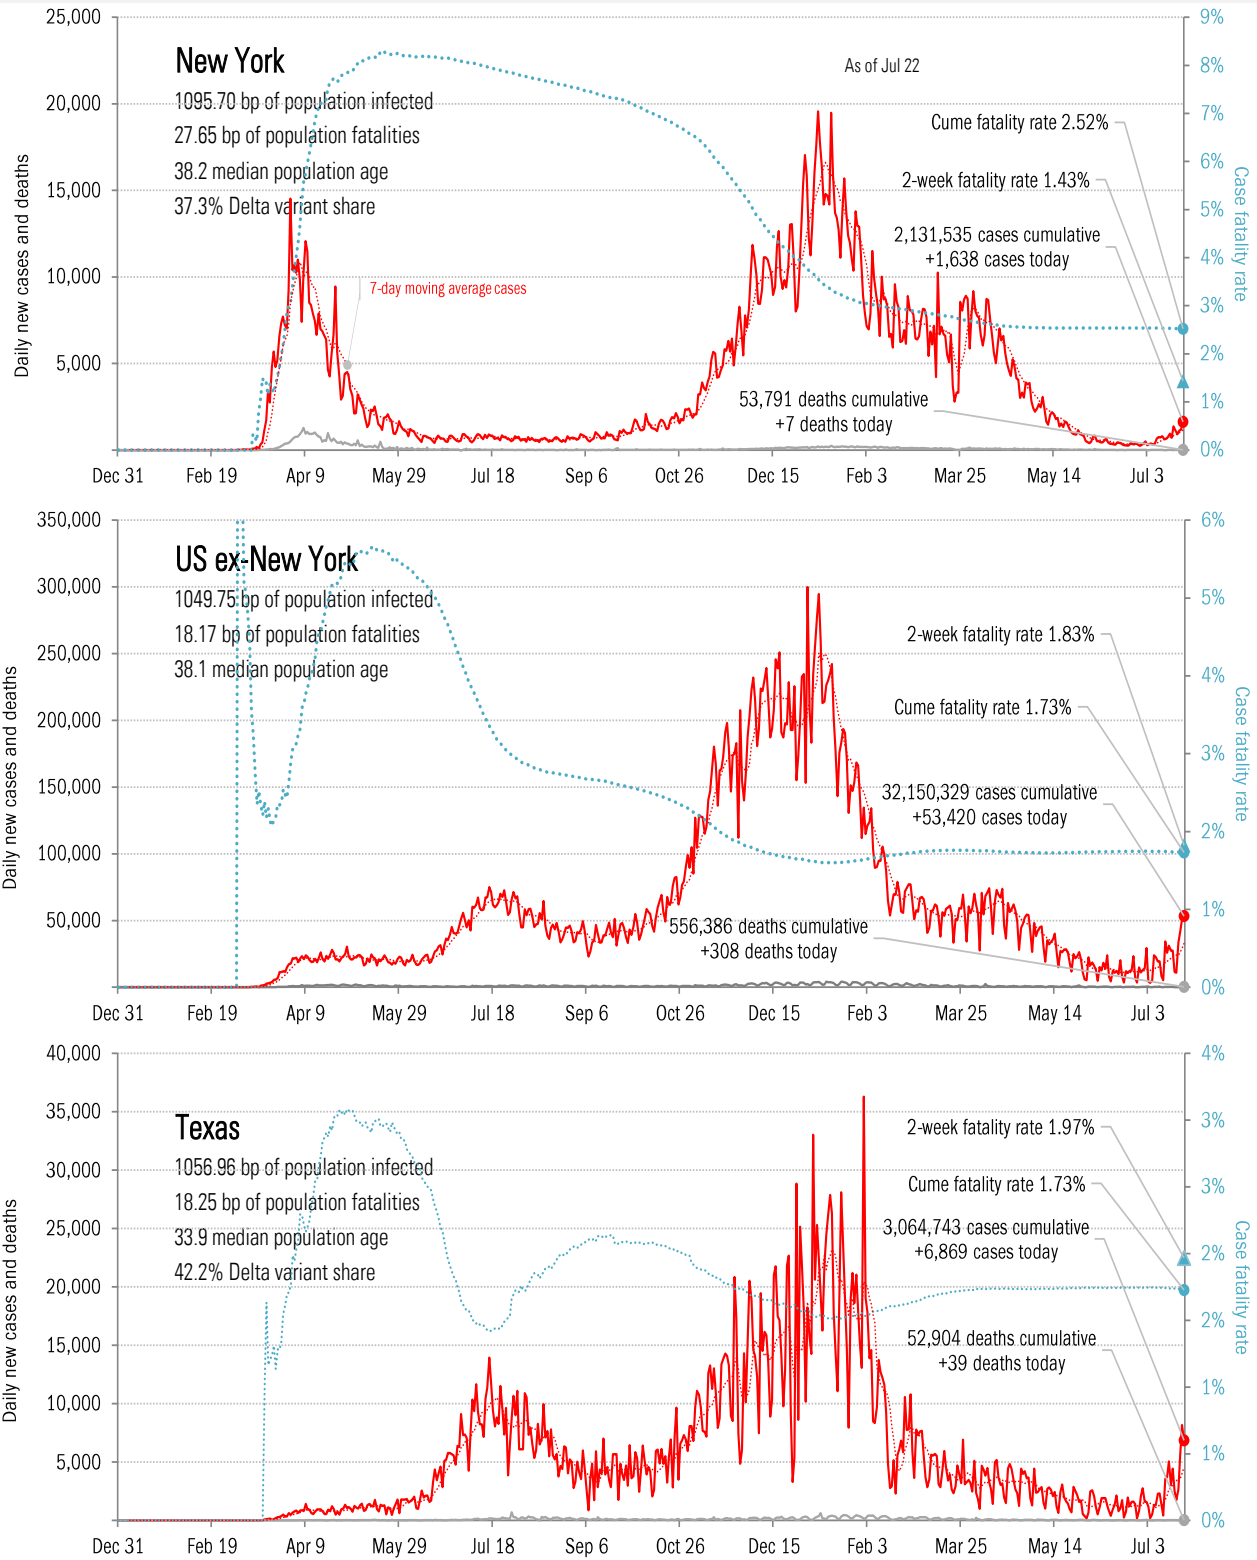 25,000
20,000
15,000
10,000
5,000
Daily new cases and deaths
New York
1095.70 bp of population infected
27.65 bp of population fatalities
38.2 median population age
37.3% Delta variant share
7-day moving average cases
As of Jul 22
Cume fatality rate 2.52%
2-week fatality rate 1.43%
2,131,535 cases cumulative
+1,638 cases today
53,791 deaths cumulative
+7 deaths today
9%
8%
7%
6%
5%
4%
3%
2%
1%
0%
Case fatality rate
Dec 31 Feb 19 Apr 9 May 29 Jul 18 Sep 6 Oct 26 Dec 15 Feb 3 Mar 25 May 14 Jul 3
350,000
300,000
250,000
200,000
150,000
100,000
50,000
Daily new cases and deaths
US ex-New York
1049.75 bp of population infected
18.17 bp of population fatalities
38.1 median population age
2-week fatality rate 1.83%
Cume fatality rate 1.73%
32,150,329 cases cumulative
+53,420 cases today
556,386 deaths cumulative
+308 deaths today
6%
5%
4%
3%
2%
1%
0%
Case fatality rate
Dec 31 Feb 19 Apr 9 May 29 Jul 18 Sep 6 Oct 26 Dec 15 Feb 3 Mar 25 May 14 Jul 3
40,000
35,000
30,000
25,000
20,000
15,000
10,000
5,000
Daily new cases and deaths
Texas
1056.96 bp of population infected
18.25 bp of population fatalities
33.9 median population age
42.2% Delta variant share
2-week fatality rate 1.97%
Cume fatality rate 1.73%
3,064,743 cases cumulative
+6,869 cases today
52,904 deaths cumulative
+39 deaths today
4%
3%
3%
2%
2%
1%
1%
0%
Case fatality rate
Dec 31 Feb 19 Apr 9 May 29 Jul 18 Sep 6 Oct 26 Dec 15 Feb 3 Mar 25 May 14 Jul 3